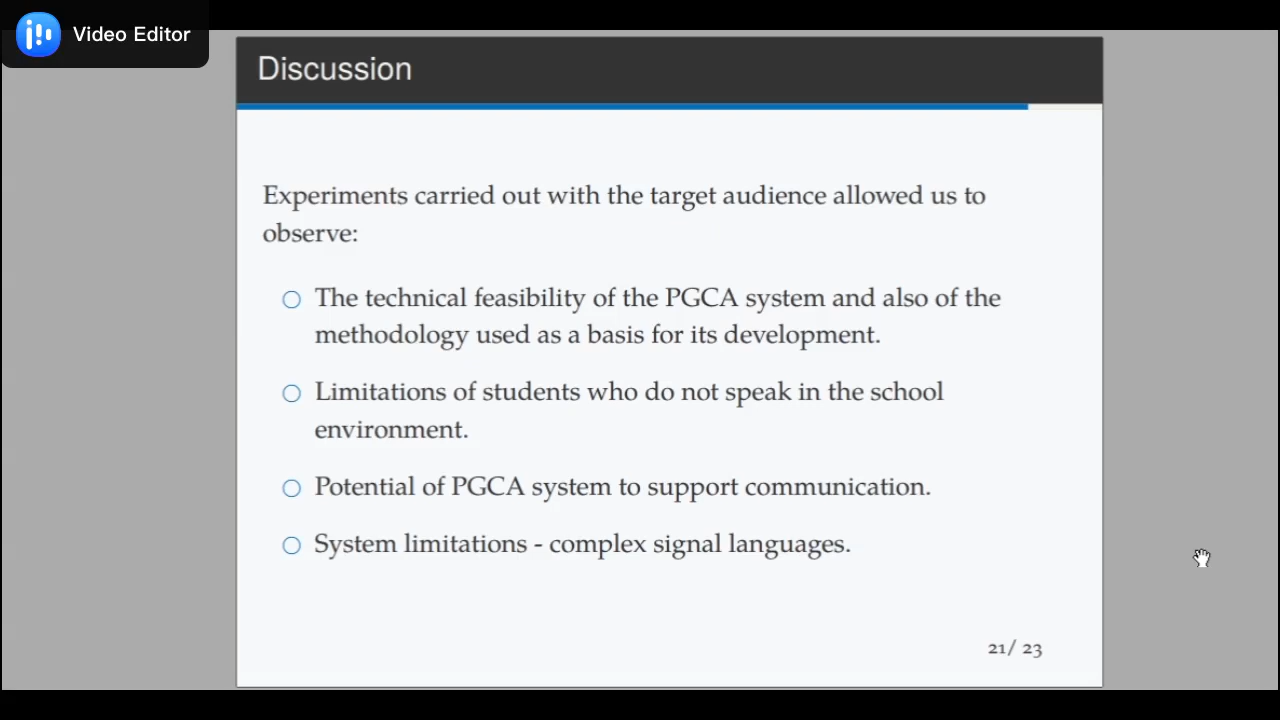 Video Editor
Discussion
Experiments carried out with the target audience allowed us to
observe:
The technical feasibility of the PGCA system and also of the
methodology used as a basis for its development.
Limitations of students who do not speak in the school
environment.
Potential of PGCA system to support communication.
System limitations - complex signal languages.
21/ 23